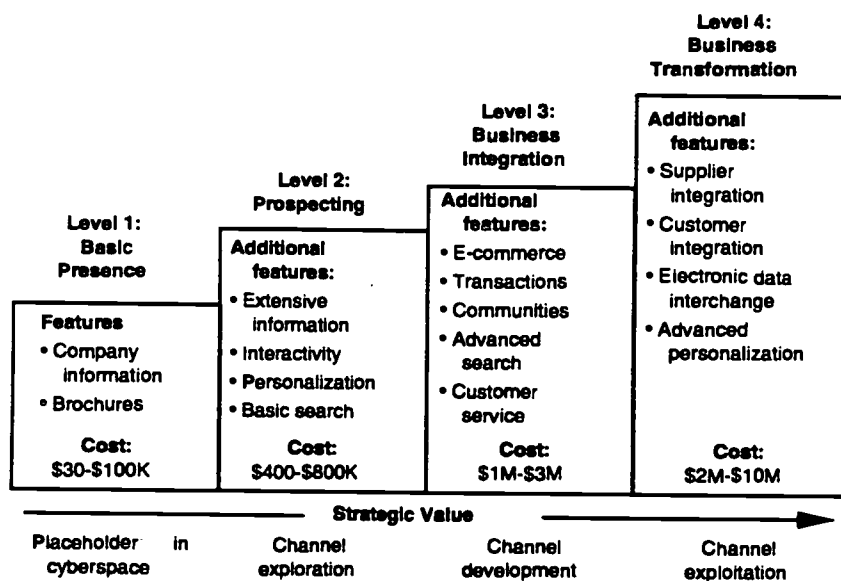 Level 1:
Basic
Presence
Features
• Company
information
• Brochures
Cost:
$30-$100K
Level 2:
Prospecting
Additional
features:
• Extensive
information
• Interactivity
• Personalization
• Basic search
Cost:
$400-$800K
Level 3:
Business
Integration
Additional
features:
• E-commerce
• Transactions
• Communities
• Advanced
search
• Customer
service
Cost:
$1M-$3M
Level 4:
Business
Transformation
Additional
features:
• Supplier
integration
• Customer
integration
• Electronic data
interchange
• Advanced
personalization
Cost:
$2M-$10M
Strategic Value
Placeholder in
cyberspace
Channel
exploration
Channel
development
Channel
exploitation